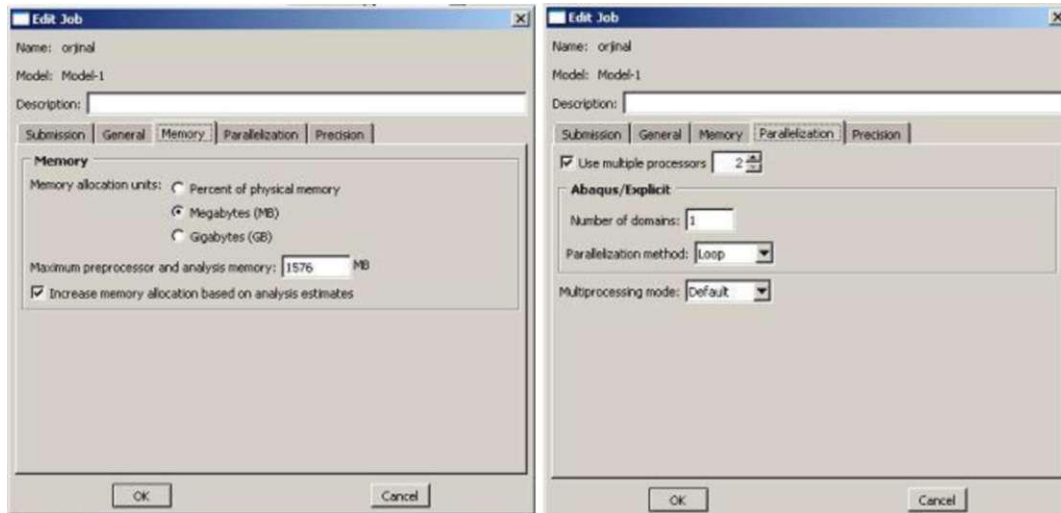 Edit Job
Name: orjinal
Model: Model-1
Description:
Submission General Memory Parallelization Precision
Memory
Memory allocation units: Percent of physical memory
Megabytes (MB)
Gigabytes (GB)
Maximum preprocessor and analysis memory: 1576 MB
Increase memory allocation based on analysis estimates
OK Cancel
Edit Job
Name: orjinal
Model: Model-1
Description:
Submission General Memory Parallelization Precision
Use multiple processors 2
Abaqus/Explicit
Number of domains: 1
Parallelization method: Loop
Multiprocessing mode: Default
OK Cancel